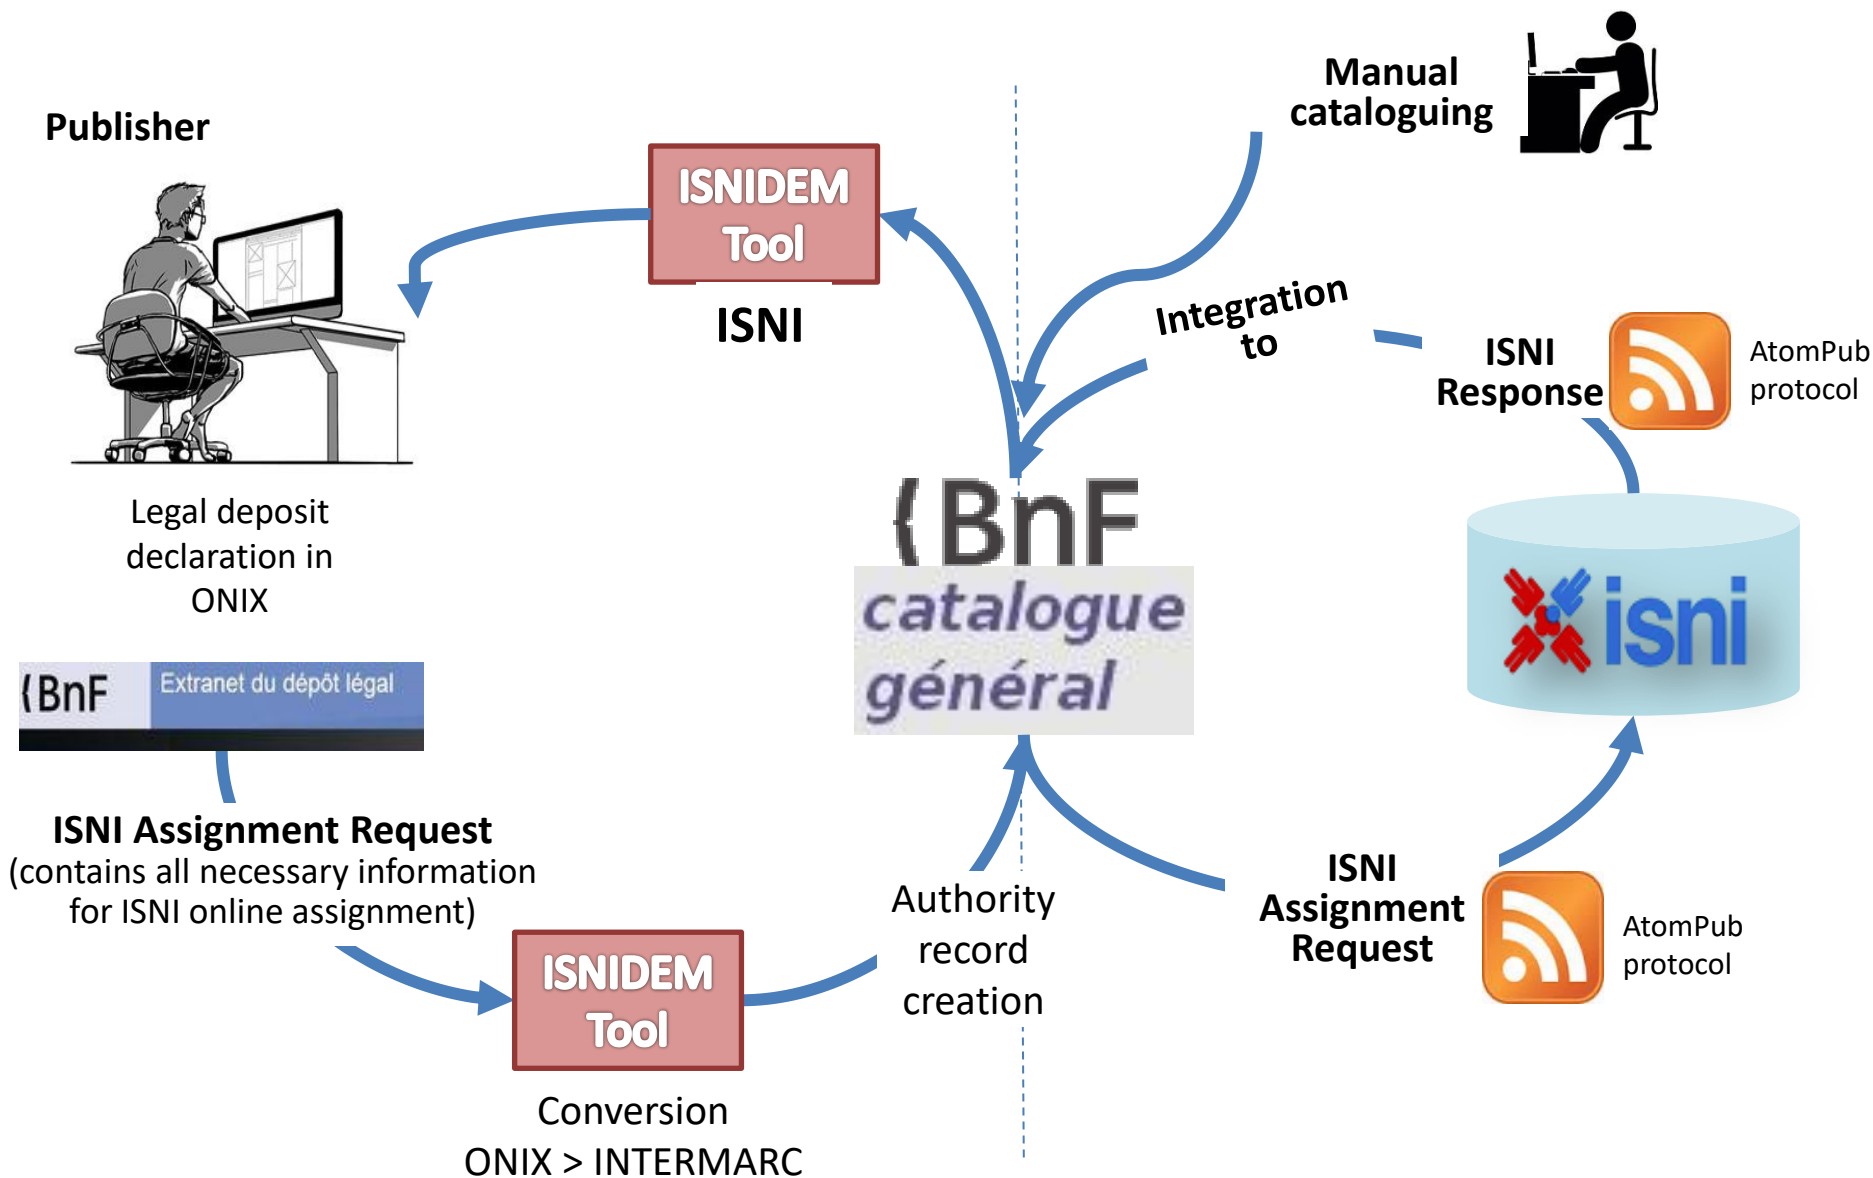 Publisher
Legal deposit
declaration in
ONIX
(BnF
Extranet du dépôt légal
ISNI Assignment Request
(contains all necessary information
for ISNI online assignment)
ISNIDEM
Tool
Conversion
ONIX > INTERMARC
Authority
record
creation
(BnF
catalogue
général
ISNIDEM
Tool
ISNI
Manual
cataloguing
Integration
to
ISNI
Response
AtomPub
protocol
isni
ISNI
Assignment
Request
AtomPub
protocol